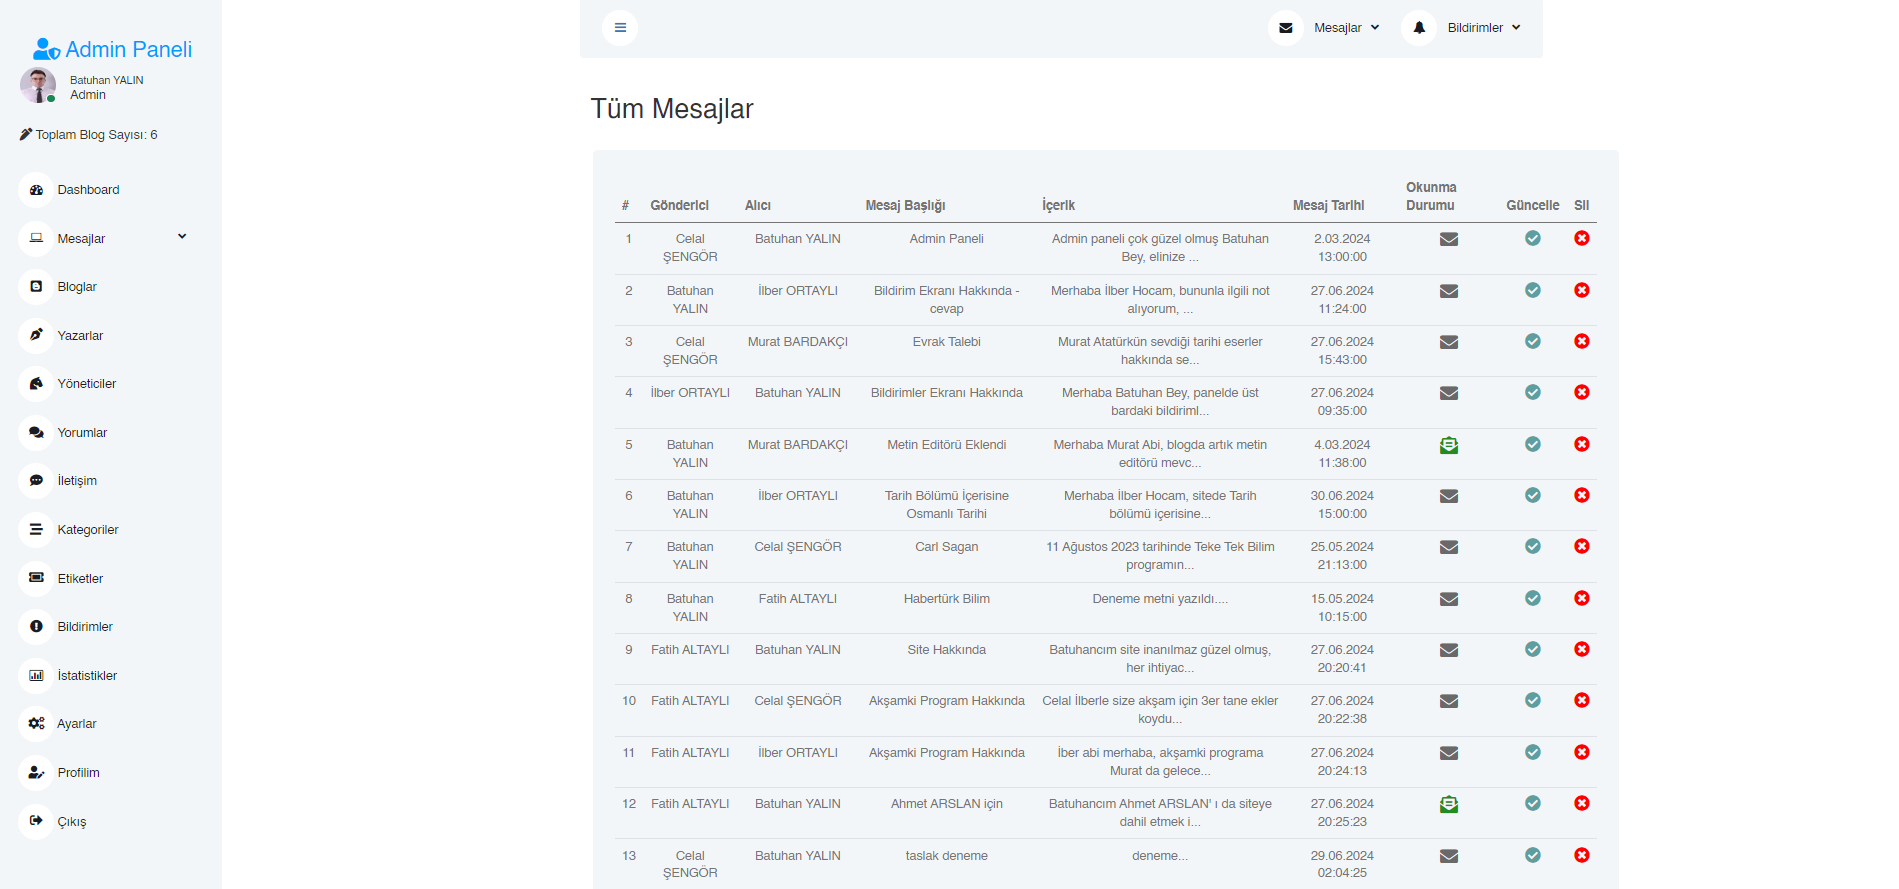 Admin Paneli
Batuhan YALIN
Admin
Toplam Blog Sayısı: 6
Dashboard
Mesajlar
Bloglar
Yazarlar
Yöneticiler
Yorumlar
İletişim
Kategoriler
Etiketler
Bildirimler
İstatistikler
Ayarlar
Profilim
Çıkış
Mesajlar
Bildirimler
Tüm Mesajlar
# Gönderici Alıcı Mesaj Başlığı İçerik Mesaj Tarihi Okunma Durumu Güncelle Sil
1 Celal ŞENGÖR Batuhan YALIN Admin Paneli Admin paneli çok güzel olmuş Batuhan Bey, elinize ... 2.03.2024 13:00:00
2 Batuhan YALIN İlber ORTAYLI Bildirim Ekranı Hakkında - cevap Merhaba İlber Hocam, bununla ilgili not alıyorum, ... 27.06.2024 11:24:00
3 Celal ŞENGÖR Murat BARDAKÇI Evrak Talebi Murat Atatürkün sevdiği tarihi eserler hakkında se... 27.06.2024 15:43:00
4 İlber ORTAYLI Batuhan YALIN Bildirimler Ekranı Hakkında Merhaba Batuhan Bey, panelde üst bardaki bildiriml... 27.06.2024 09:35:00
5 Batuhan YALIN Murat BARDAKÇI Metin Editörü Eklendi Merhaba Murat Abi, blogda artık metin editörü mevc... 4.03.2024 11:38:00
6 Batuhan YALIN İlber ORTAYLI Tarih Bölümü İçerisine Osmanlı Tarihi Merhaba İlber Hocam, sitede Tarih bölümü içerisine... 30.06.2024 15:00:00
7 Batuhan YALIN Celal ŞENGÖR Carl Sagan 11 Ağustos 2023 tarihinde Teke Tek Bilim programın... 25.05.2024 21:13:00
8 Batuhan YALIN Fatih ALTAYLI Habertürk Bilim Deneme metni yazıldı.... 15.05.2024 10:15:00
9 Fatih ALTAYLI Batuhan YALIN Site Hakkında Batuhancım site inanılmaz güzel olmuş, her ihtiyac... 27.06.2024 20:20:41
10 Fatih ALTAYLI Celal ŞENGÖR Akşamki Program Hakkında Celal İlberle size akşam için 3er tane ekler koydu... 27.06.2024 20:22:38
11 Fatih ALTAYLI İlber ORTAYLI Akşamki Program Hakkında İber abi merhaba, akşamki programa Murat da gelece... 27.06.2024 20:24:13
12 Fatih ALTAYLI Batuhan YALIN Ahmet ARSLAN için Batuhancım Ahmet ARSLAN' ı da siteye dahil etmek i... 27.06.2024 20:25:23
13 Celal ŞENGÖR Batuhan YALIN taslak deneme deneme... 29.06.2024 02:04:25